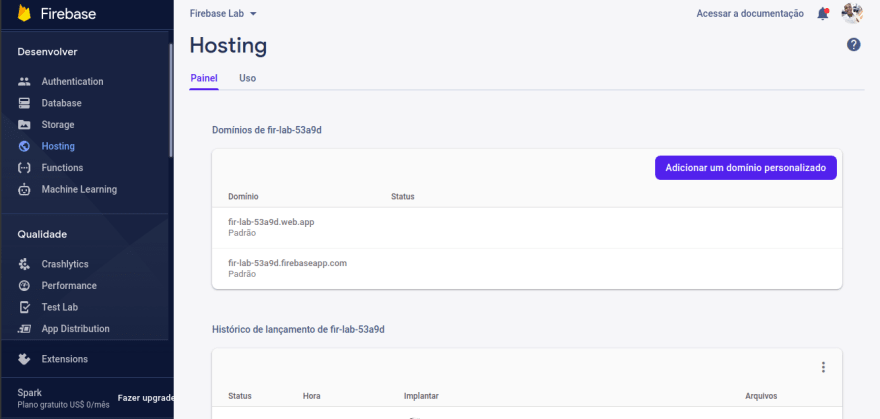 Firebase
Desenvolver
Authentication
Database
Storage
Hosting
Functions
Machine Learning
Qualidade
Crashlytics
Performance
Test Lab
App Distribution
Extensions
Spark
Plano gratuito US$ 0/mês
Fazer upgrade
Firebase Lab
Acessar a documentação
Hosting
?
Painel
Uso
Domínios de fir-lab-53a9d
Adicionar um domínio personalizado
Domínio Status
fir-lab-53a9d.web.app
Padrão
fir-lab-53a9d.firebaseapp.com
Padrão
Histórico de lançamento de fir-lab-53a9d
Status Hora Implantar Arquivos